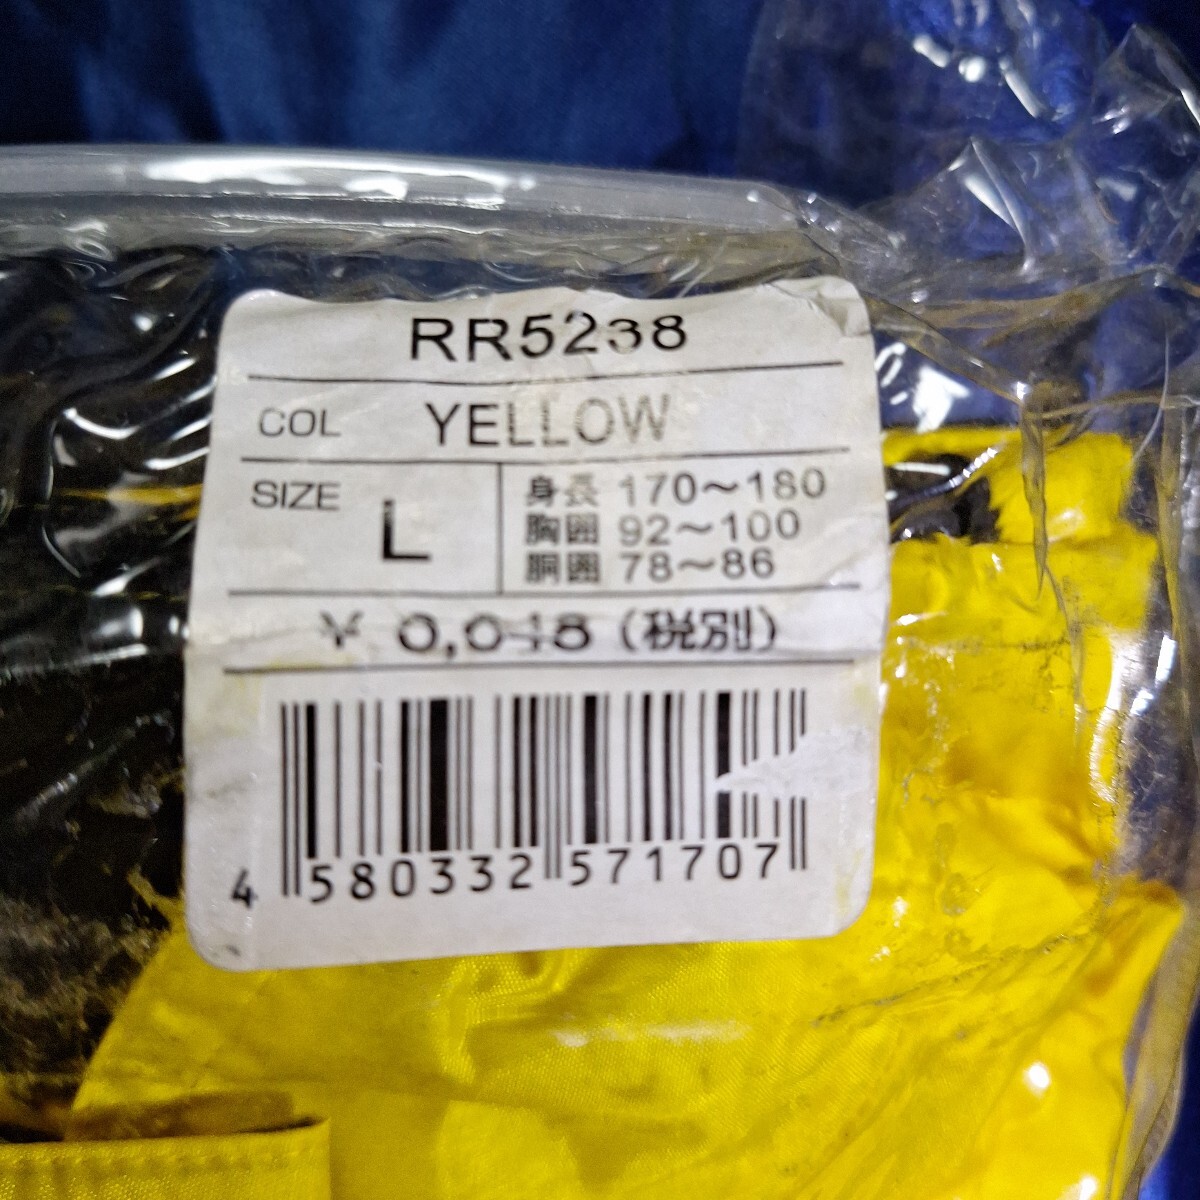 RR5238
COL YELLOW
SIZE L
身長 170〜180
胸囲 92〜100
胴囲 78〜86
¥ (税別)
4 580332 571707